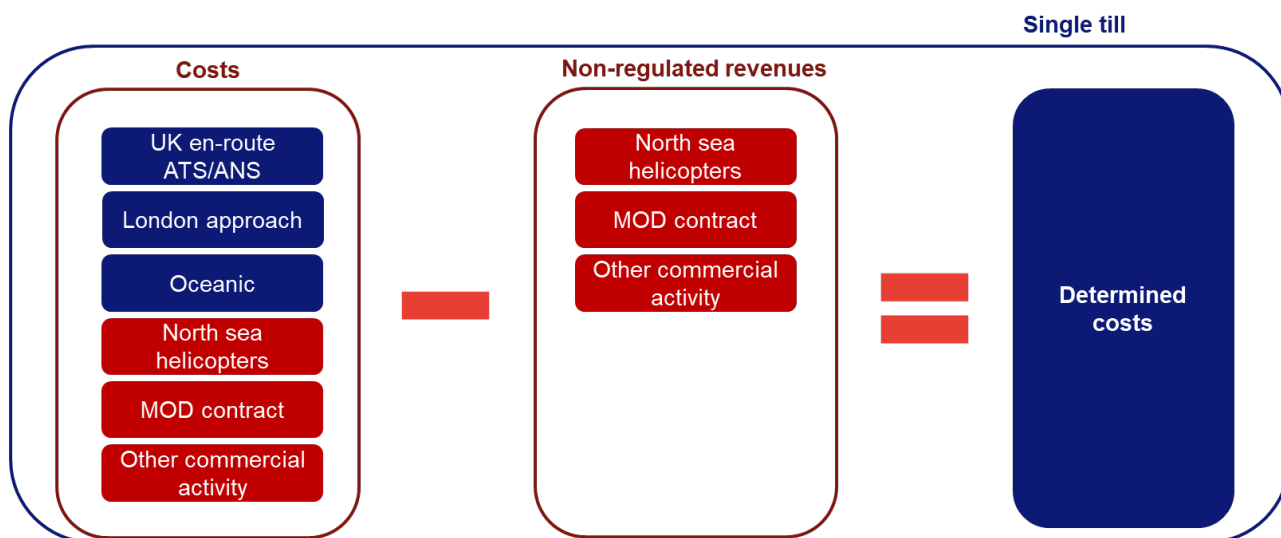 Single till
Costs
UK en-route
ATS/ANS
London approach
Oceanic
North sea
helicopters
MOD contract
Other commercial
activity
Non-regulated revenues
North sea
helicopters
MOD contract
Other commercial
activity
Determined
costs